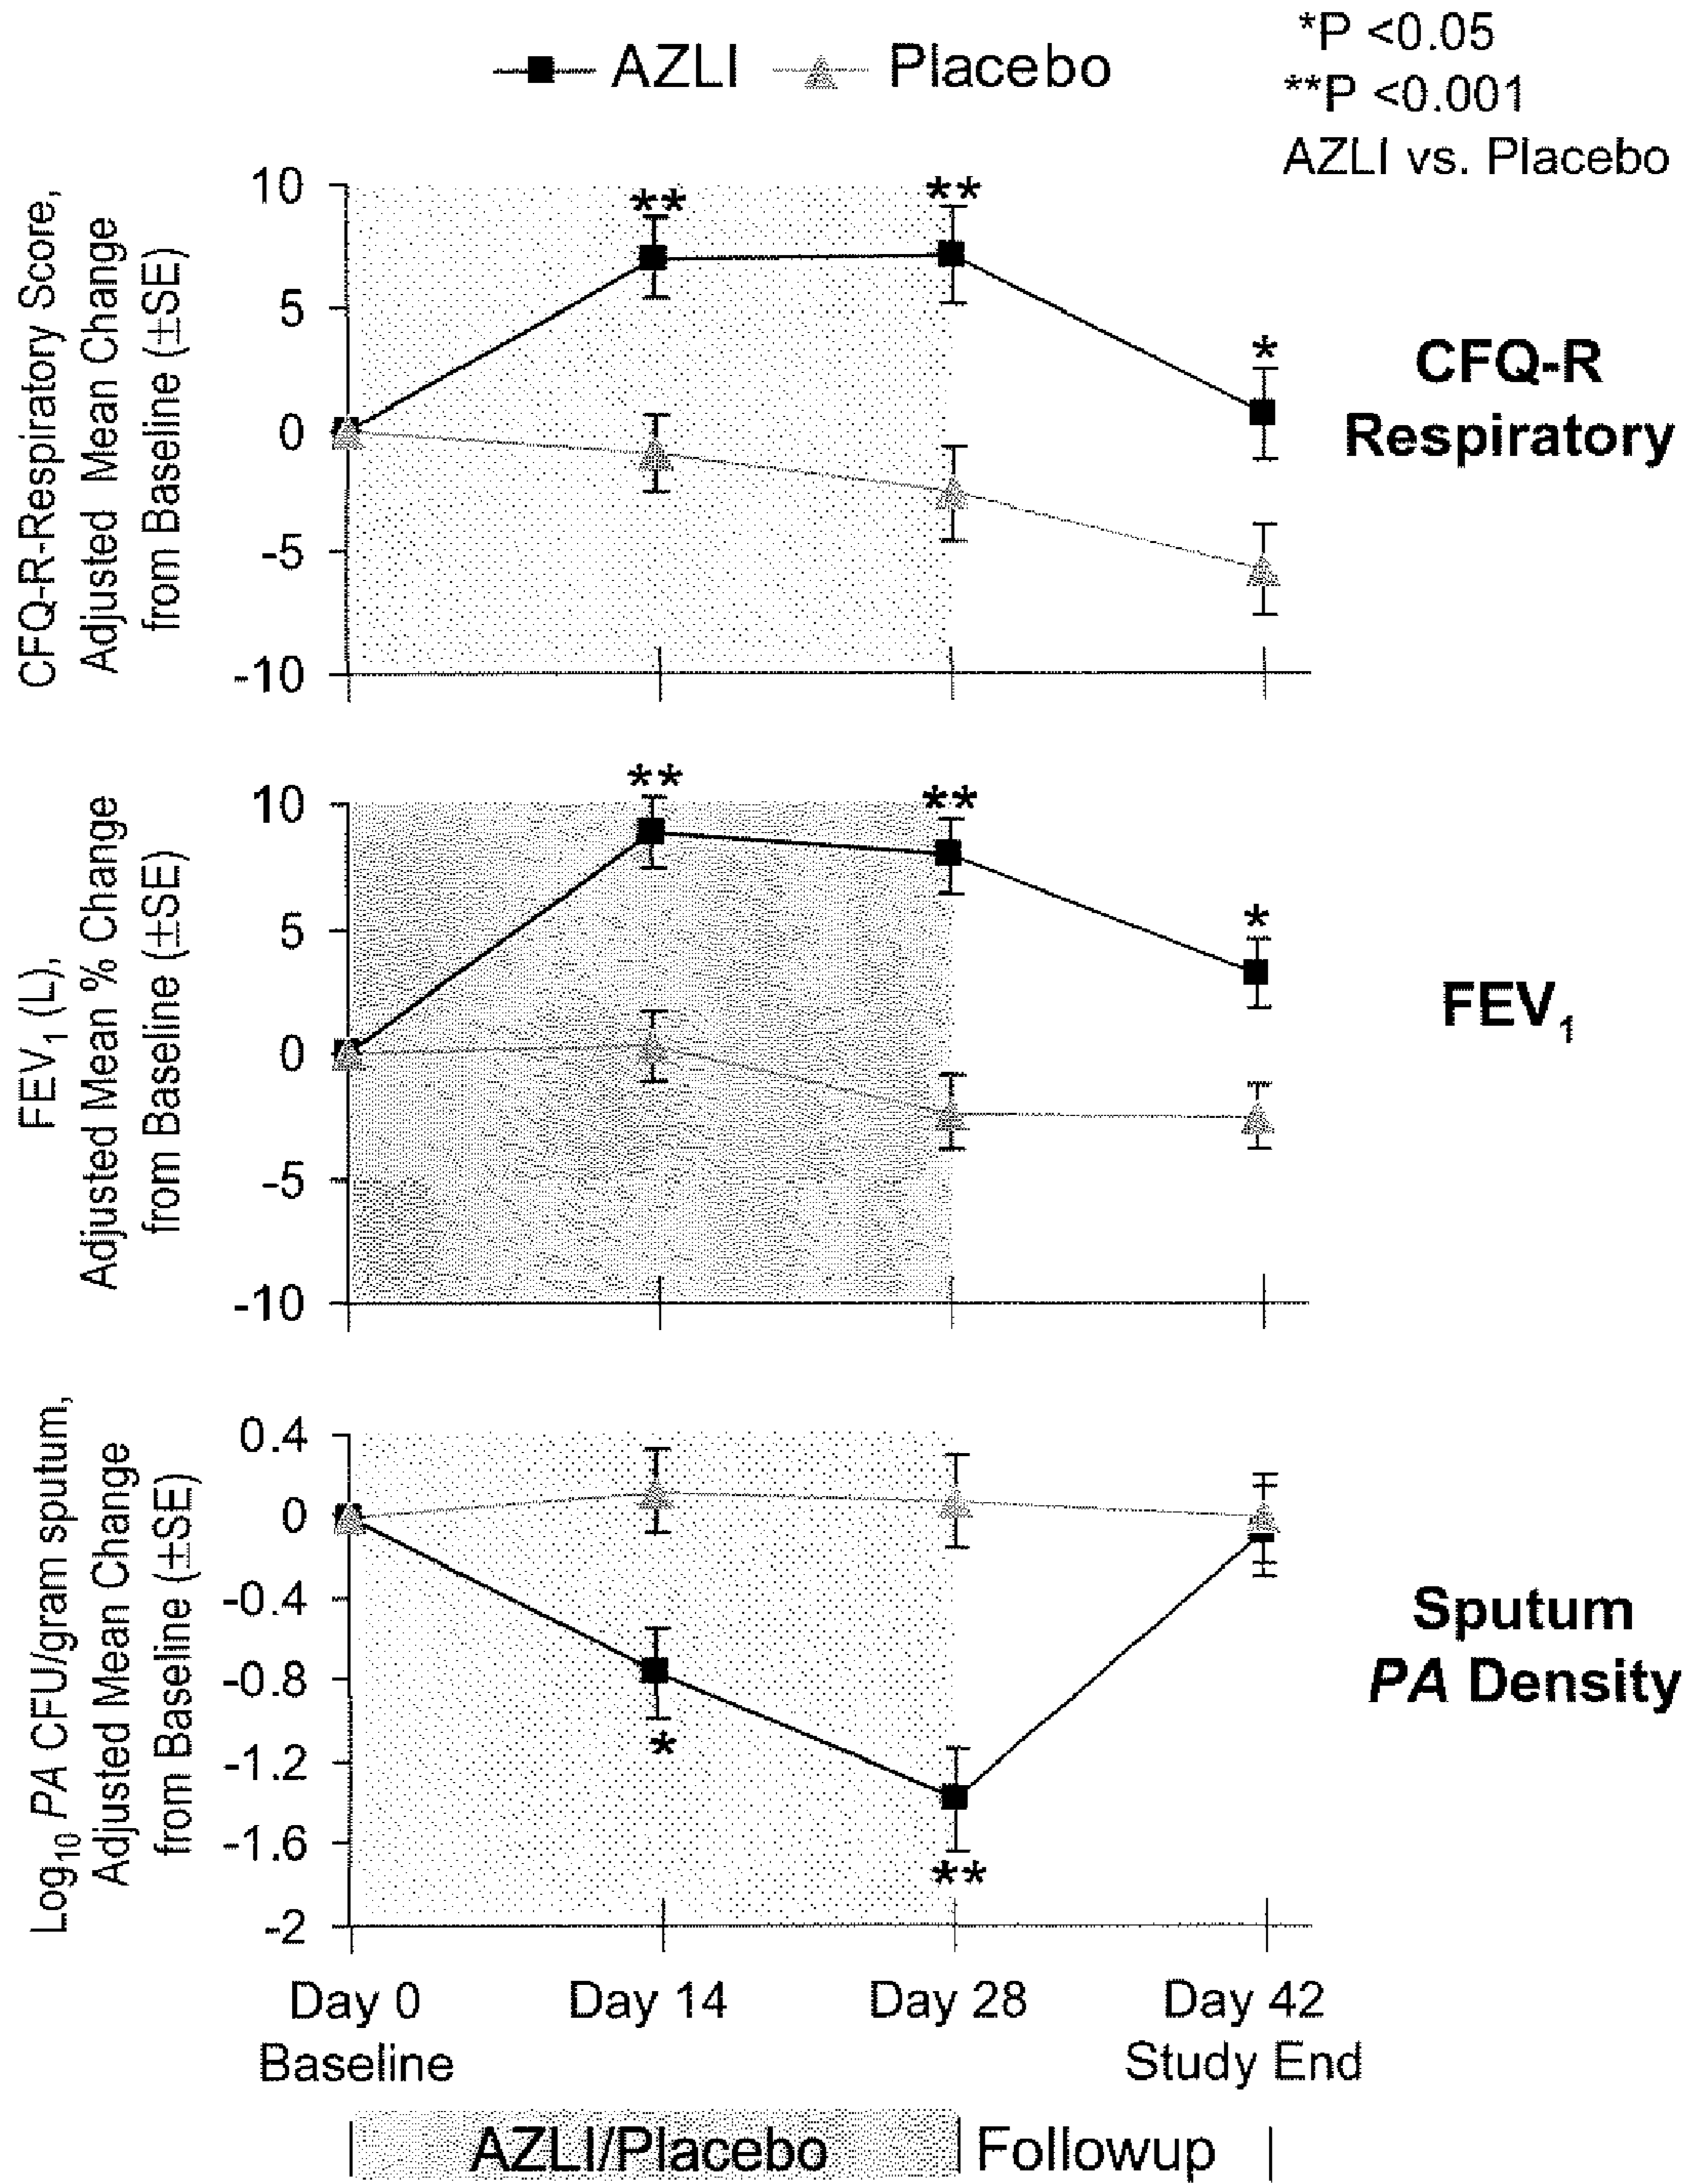 *P <0.05
AZLI Placebo
**P <0.001
AZLI vs. Placebo
CFQ-R-Respiratory Score,
Adjusted Mean Change
from Baseline (±SE)
10
5
0
-5
-10
**
**
*
CFQ-R
Respiratory
FEV1 (L),
Adjusted Mean % Change
from Baseline (±SE)
10
5
0
-5
-10
**
**
*
FEV1
Log10 PA CFU/gram sputum,
Adjusted Mean Change
from Baseline (±SE)
0.4
0
-0.4
-0.8
-1.2
-1.6
-2
*
**
Sputum
PA Density
Day 0 Day 14 Day 28 Day 42
Baseline Study End
AZLI/Placebo Followup